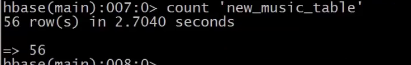 hbase(main):007:0> count 'new_music_table'
56 row(s) in 2.7040 seconds
=> 56
hbase(main):008:0>